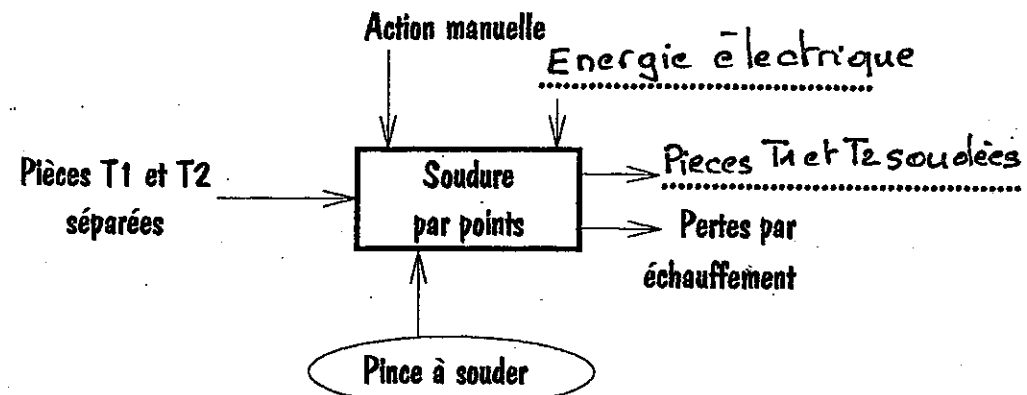 Action manuelle
Energie électrique
Pièces T1 et T2
séparées
Soudure
par points
Pieces T1 et T2 soudées
Pertes par
échauffement
Pince à souder